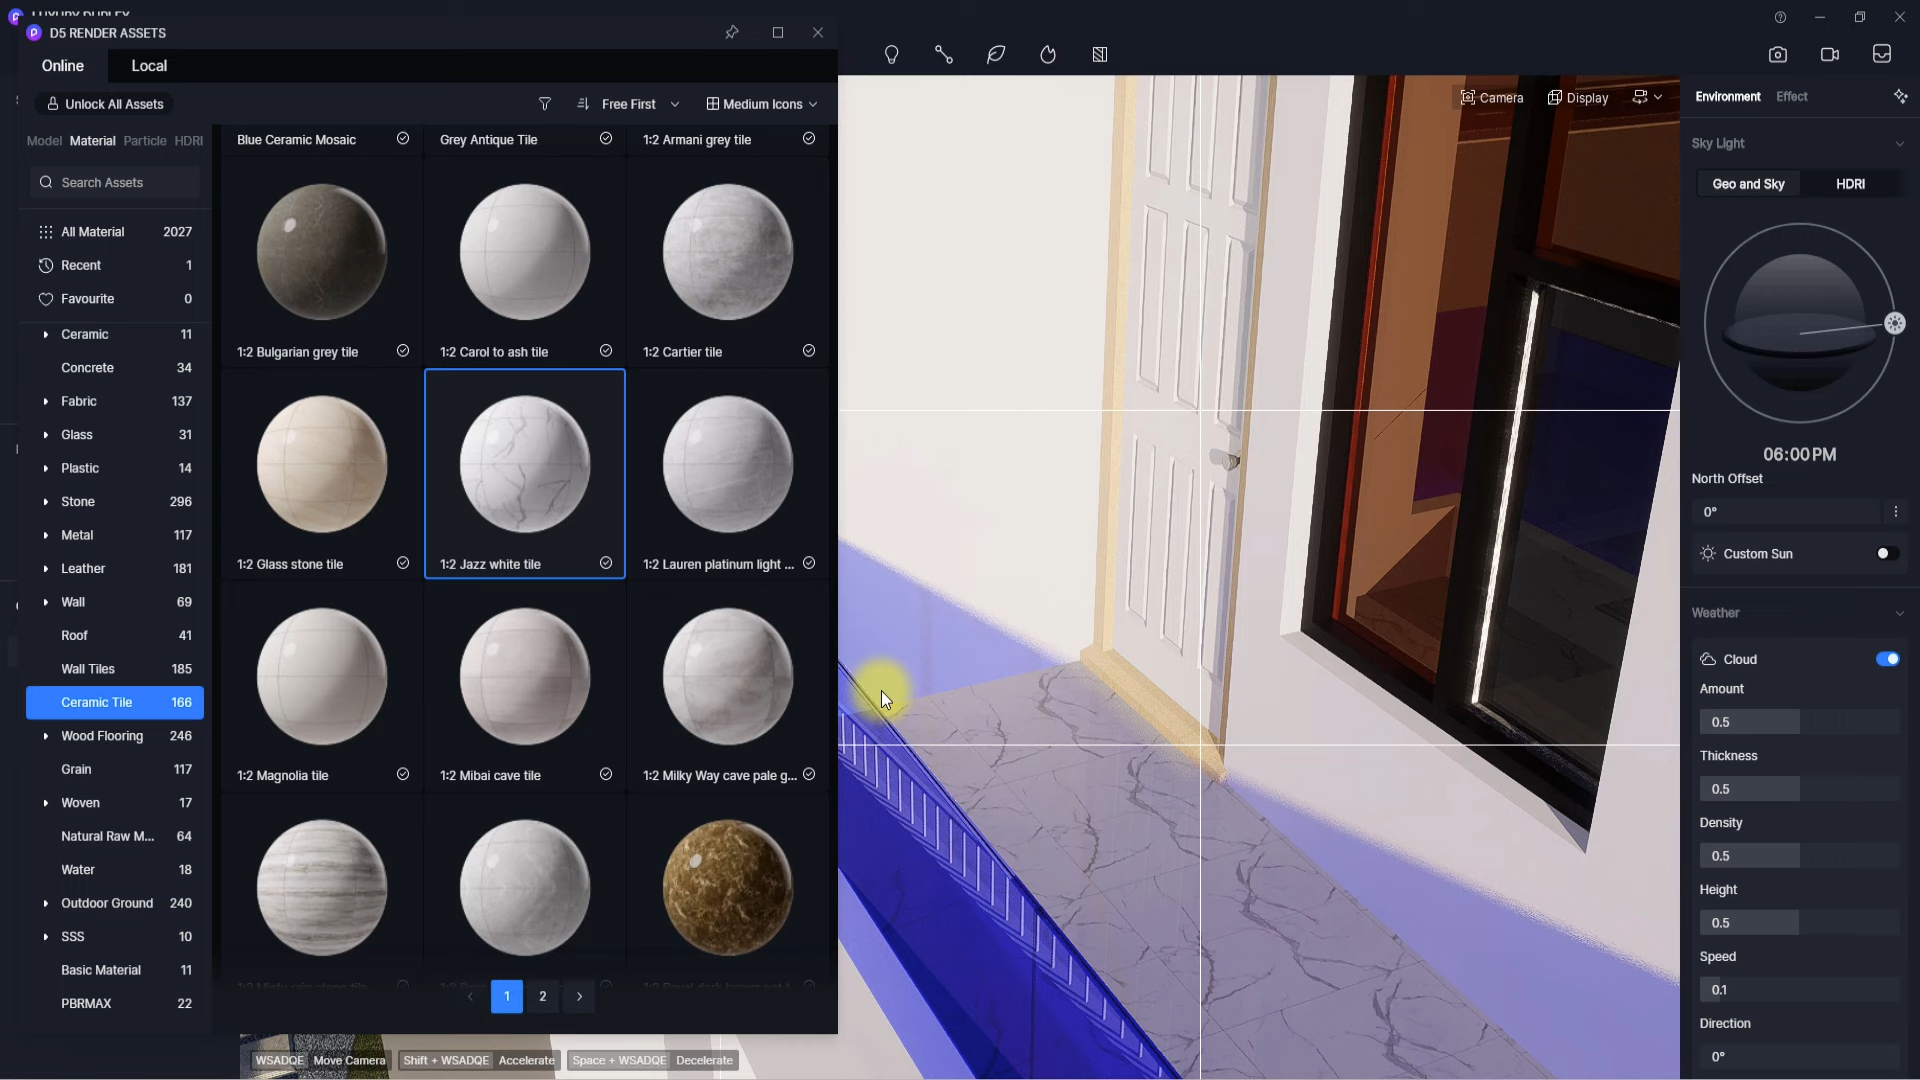 D5 RENDER ASSETS
Online Local
Unlock All Assets
Free First
Medium Icons
Model Material Particle HDRI
Search Assets
All Material 2027
Recent 1
Favourite 0
Ceramic 11
Concrete 34
Fabric 137
Glass 31
Plastic 14
Stone 296
Metal 117
Leather 181
Wall 69
Roof 41
Wall Tiles 185
Ceramic Tile 166
Wood Flooring 246
Grain 117
Woven 17
Natural Raw M... 64
Water 18
Outdoor Ground 240
SSS 10
Basic Material 11
PBRMAX 22
Blue Ceramic Mosaic
Grey Antique Tile
1:2 Armani grey tile
1:2 Bulgarian grey tile
1:2 Carol to ash tile
1:2 Cartier tile
1:2 Glass stone tile
1:2 Jazz white tile
1:2 Lauren platinum light ...
1:2 Magnolia tile
1:2 Mibai cave tile
1:2 Milky Way cave pale g...
1 2
WSADQE Move Camera Shift + WSADQE Accelerate Space + WSADQE Decelerate
Camera Display
Environment Effect
Sky Light
Geo and Sky HDRI
06:00PM
North Offset
0°
Custom Sun
Weather
Cloud
Amount
0.5
Thickness
0.5
Density
0.5
Height
0.5
Speed
0.1
Direction
0°